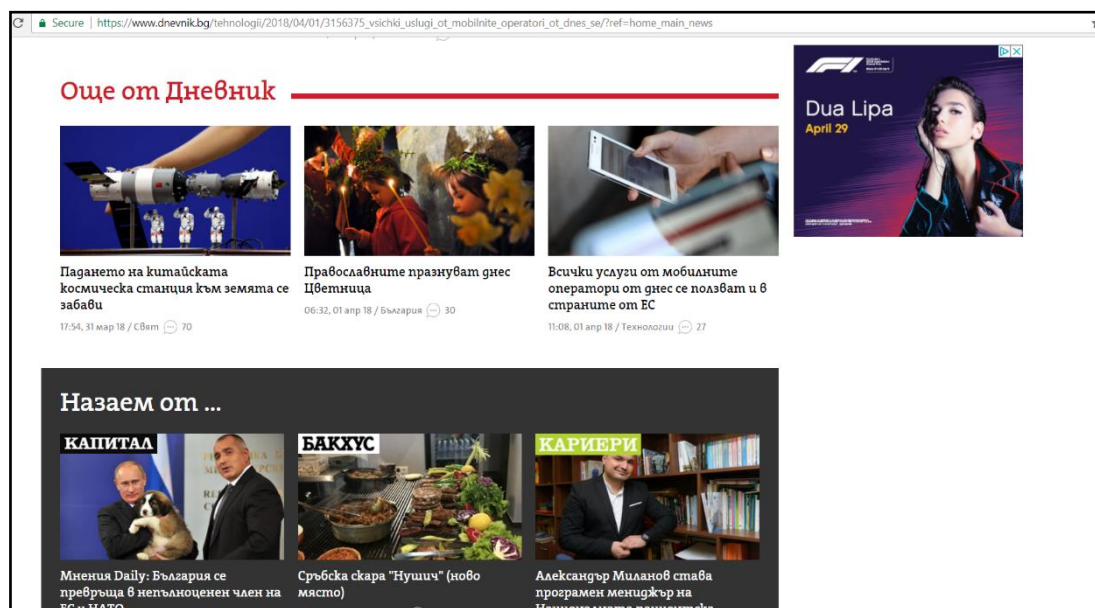 Secure | https://www.dnevnik.bg/tehnologii/2018/04/01/3156375_vsichki_uslugi_ot_mobilnite_operatori_ot_dnes_se/?ref=home_main_news
Още от Дневник
Падането на китайската
космическа станция към земята се
забави
17:54, 31 мар 18 / Свят 70
Православните празнуват днес
Цветница
06:32, 01 апр 18 / България 30
Всички услуги от мобилните
оператори от днес се ползват и в
страните от ЕС
11:08, 01 апр 18 / Технологии 27
Dua Lipa
April 29
Назаем от ...
КАПИТАЛ
Мнения Daily: България се
превръща в непълноценен член на
ЕС и НАТО
БАКХУС
Сръбска скара "Нушич" (ново
място)
КАРИЕРИ
Александър Миланов става
програмен мениджър на
Националната пациентска